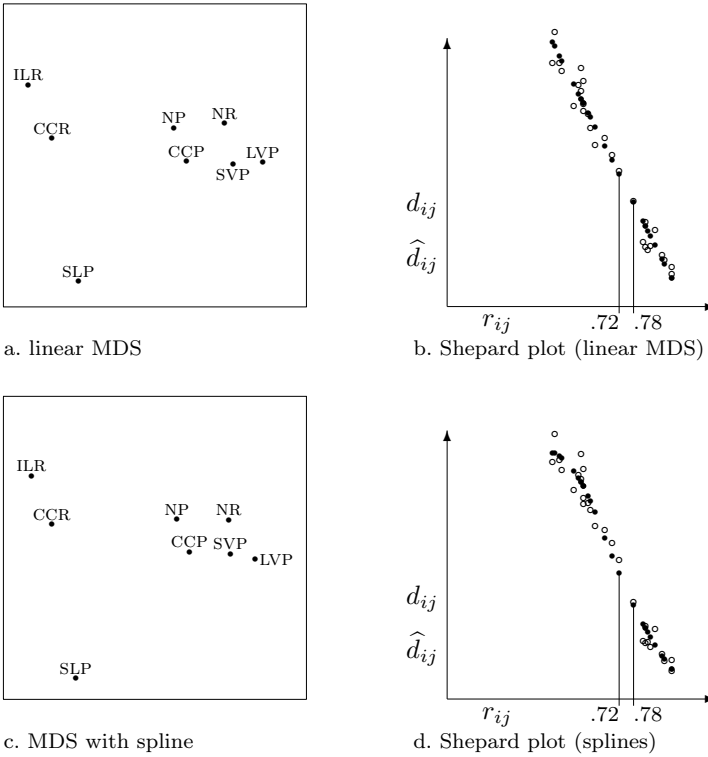 ILR
CCR
NP
NR
CCP
LVP
SVP
SLP
a. linear MDS
d_{ij}
\widehat{d}_{ij}
r_{ij}
.72
.78
b. Shepard plot (linear MDS)
ILR
CCR
NP
NR
CCP
SVP
LVP
SLP
c. MDS with spline
d_{ij}
\widehat{d}_{ij}
r_{ij}
.72
.78
d. Shepard plot (splines)